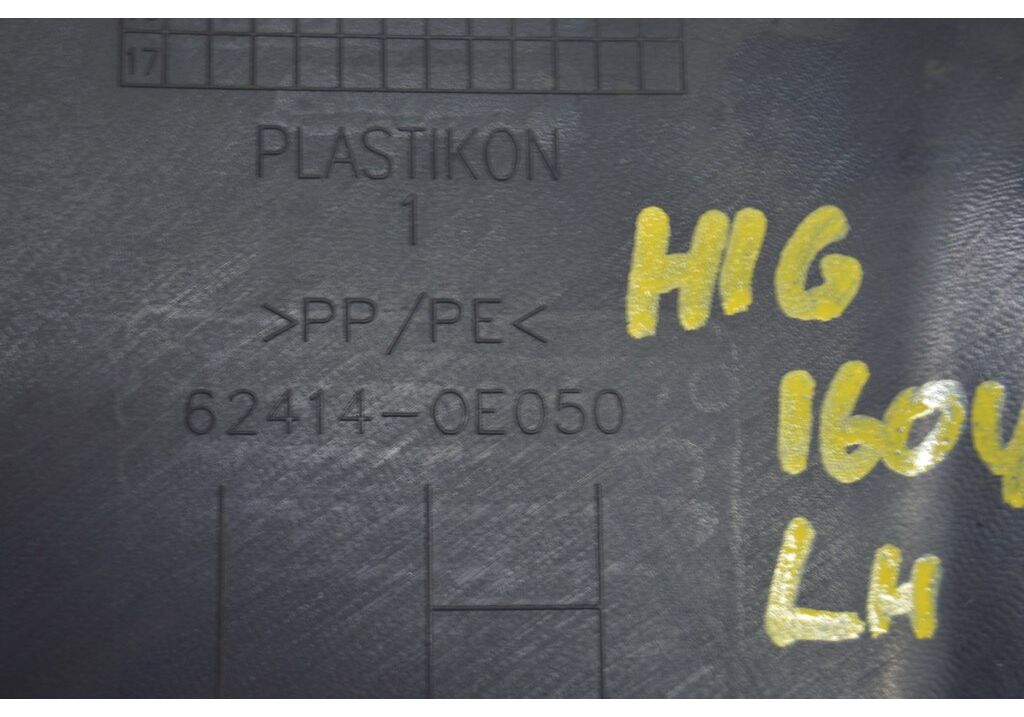 17
PLASTIKON
1
>PP/PE<
62414-0E050
HIG
1604
LH